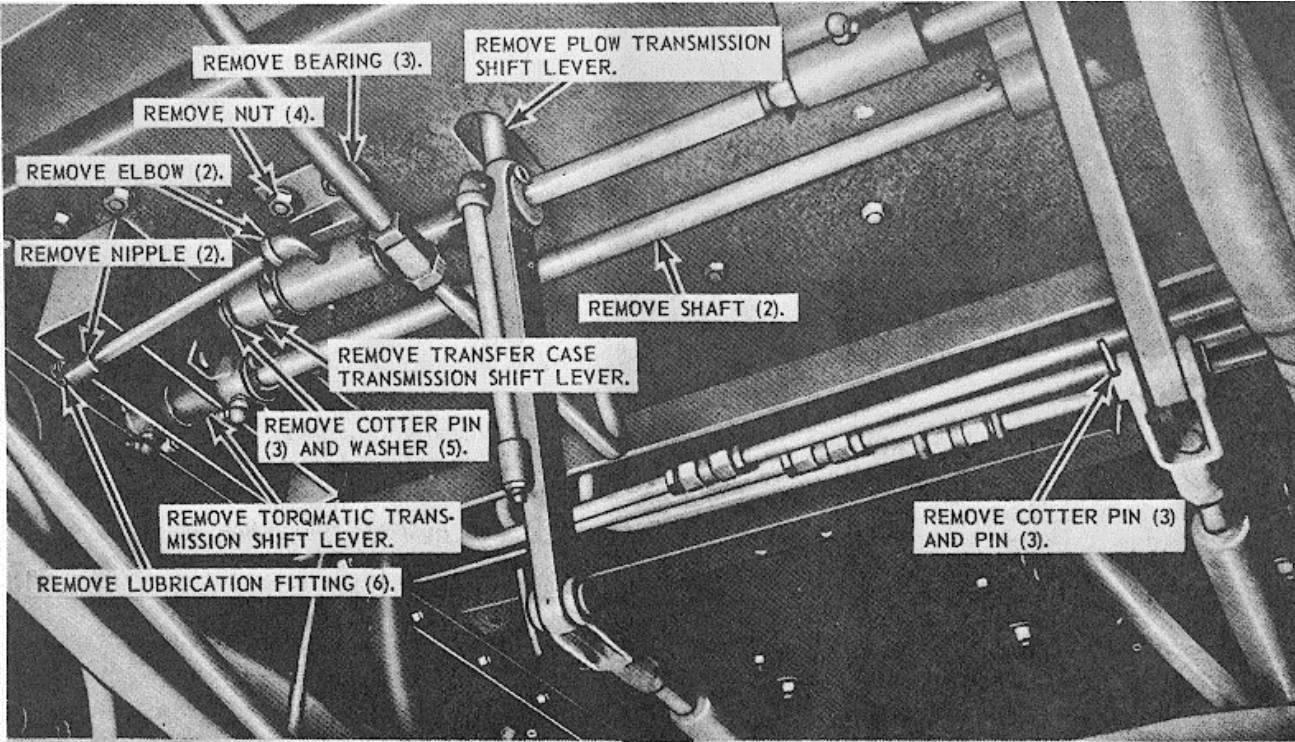 REMOVE BEARING (3).
REMOVE PLOW TRANSMISSION
SHIFT LEVER.
REMOVE NUT (4).
REMOVE ELBOW (2).
REMOVE NIPPLE (2).
REMOVE SHAFT (2).
REMOVE TRANSFER CASE
TRANSMISSION SHIFT LEVER.
REMOVE COTTER PIN
(3) AND WASHER (5).
REMOVE TORQMATIC TRANS-
MISSION SHIFT LEVER.
REMOVE COTTER PIN (3)
AND PIN (3).
REMOVE LUBRICATION FITTING (6).